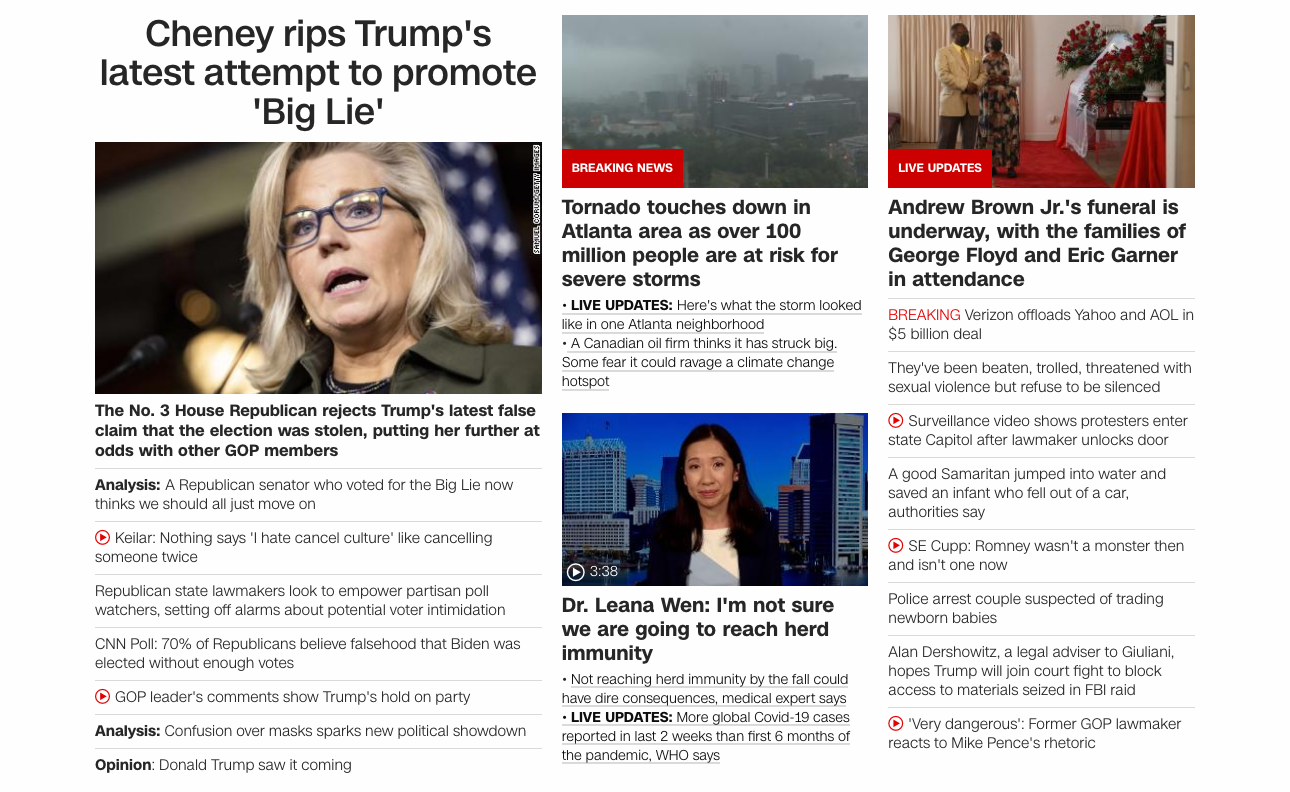 Cheney rips Trump's
latest attempt to promote
'Big Lie'
SAMUEL CORUM/GETTY IMAGES
The No. 3 House Republican rejects Trump's latest false
claim that the election was stolen, putting her further at
odds with other GOP members
Analysis: A Republican senator who voted for the Big Lie now
thinks we should all just move on
Keilar: Nothing says 'I hate cancel culture' like cancelling
someone twice
Republican state lawmakers look to empower partisan poll
watchers, setting off alarms about potential voter intimidation
CNN Poll: 70% of Republicans believe falsehood that Biden was
elected without enough votes
GOP leader's comments show Trump's hold on party
Analysis: Confusion over masks sparks new political showdown
Opinion: Donald Trump saw it coming
BREAKING NEWS
Tornado touches down in
Atlanta area as over 100
million people are at risk for
severe storms
• LIVE UPDATES: Here's what the storm looked
like in one Atlanta neighborhood
• A Canadian oil firm thinks it has struck big.
Some fear it could ravage a climate change
hotspot
3:38
Dr. Leana Wen: I'm not sure
we are going to reach herd
immunity
• Not reaching herd immunity by the fall could
have dire consequences, medical expert says
• LIVE UPDATES: More global Covid-19 cases
reported in last 2 weeks than first 6 months of
the pandemic, WHO says
LIVE UPDATES
Andrew Brown Jr.'s funeral is
underway, with the families of
George Floyd and Eric Garner
in attendance
BREAKING Verizon offloads Yahoo and AOL in
$5 billion deal
They've been beaten, trolled, threatened with
sexual violence but refuse to be silenced
Surveillance video shows protesters enter
state Capitol after lawmaker unlocks door
A good Samaritan jumped into water and
saved an infant who fell out of a car,
authorities say
SE Cupp: Romney wasn't a monster then
and isn't one now
Police arrest couple suspected of trading
newborn babies
Alan Dershowitz, a legal adviser to Giuliani,
hopes Trump will join court fight to block
access to materials seized in FBI raid
'Very dangerous': Former GOP lawmaker
reacts to Mike Pence's rhetoric